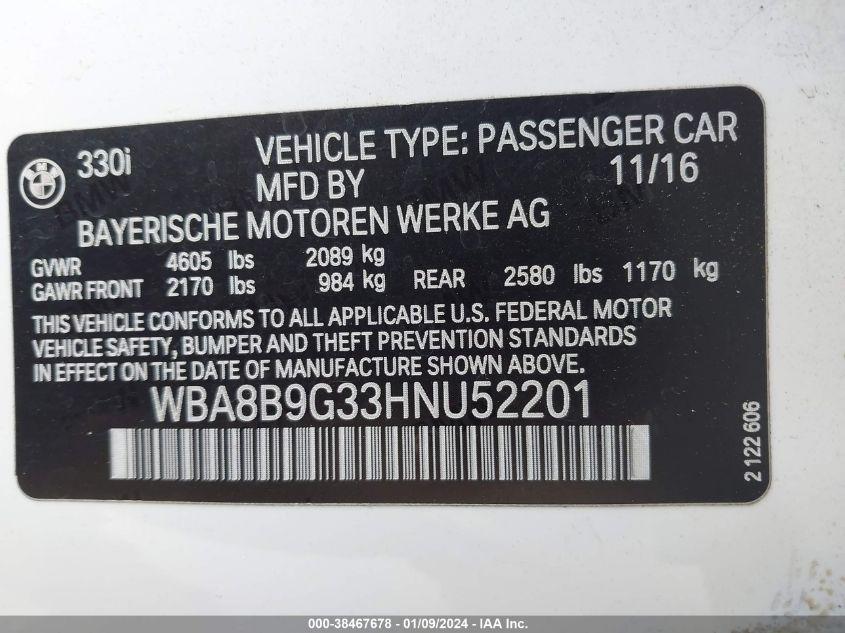 330i VEHICLE TYPE: PASSENGER CAR
MFD BY 11/16
BAYERISCHE MOTOREN WERKE AG
GVWR 4605 lbs 2089 kg
GAWR FRONT 2170 lbs 984 kg REAR 2580 lbs 1170 kg
THIS VEHICLE CONFORMS TO ALL APPLICABLE U.S. FEDERAL MOTOR
VEHICLE SAFETY, BUMPER AND THEFT PREVENTION STANDARDS
IN EFFECT ON THE DATE OF MANUFACTURE SHOWN ABOVE.
WBA8B9G33HNU52201
2 122 606
000-38467678 - 01/09/2024 - IAA Inc.